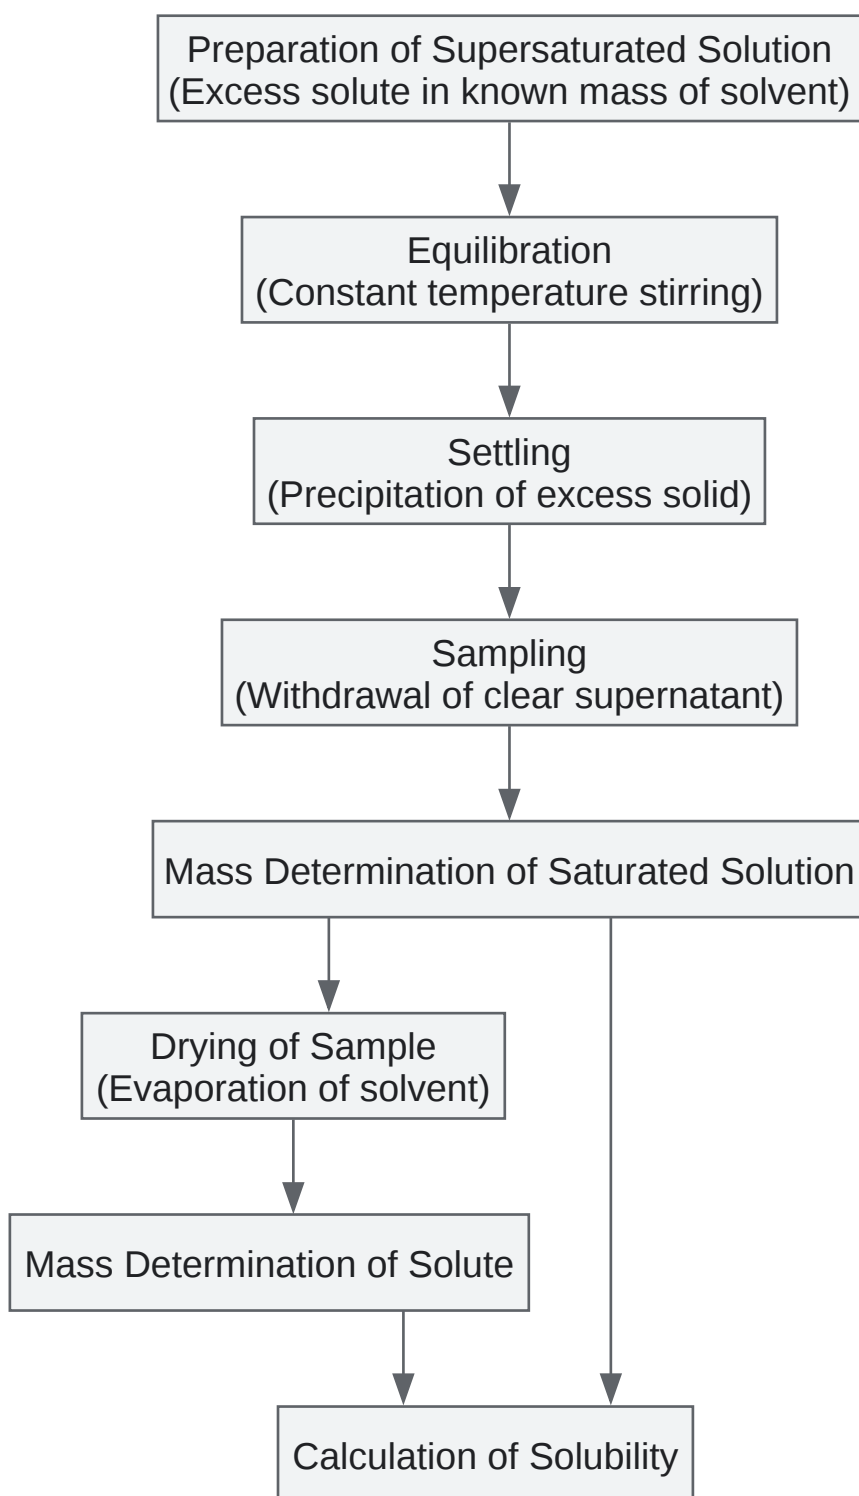 Preparation of Supersaturated Solution
(Excess solute in known mass of solvent)
Equilibration
(Constant temperature stirring)
Settling
(Precipitation of excess solid)
Sampling
(Withdrawal of clear supernatant)
Mass Determination of Saturated Solution
Drying of Sample
(Evaporation of solvent)
Mass Determination of Solute
Calculation of Solubility